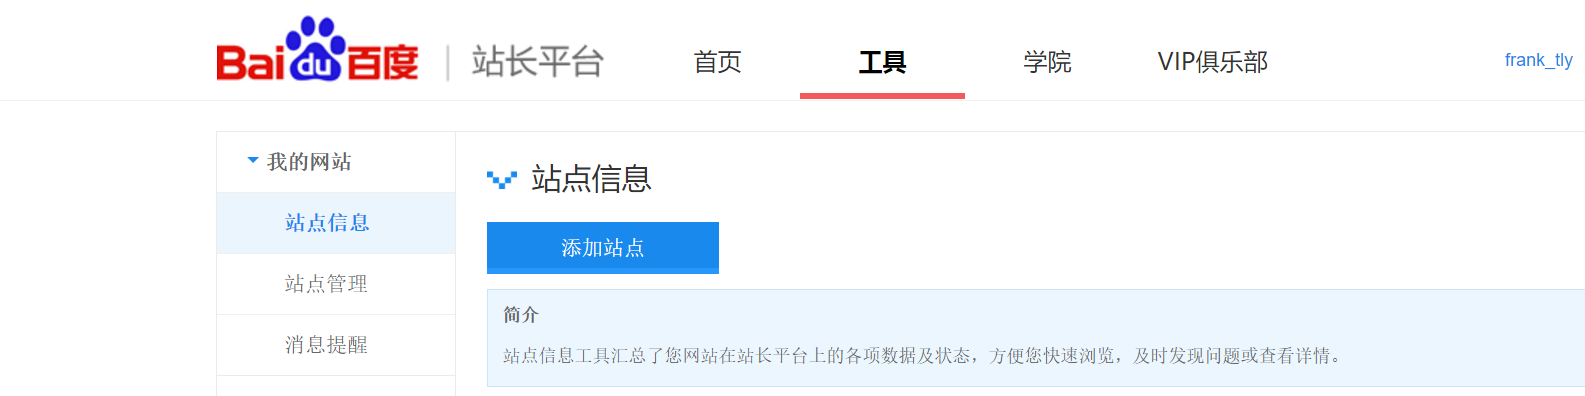 Bai du 百度 | 站长平台
首页 工具 学院 VIP俱乐部 frank_tly
我的网站
站点信息
站点管理
消息提醒
站点信息
添加站点
简介
站点信息工具汇总了您网站在站长平台上的各项数据及状态，方便您快速浏览，及时发现问题或查看详情。